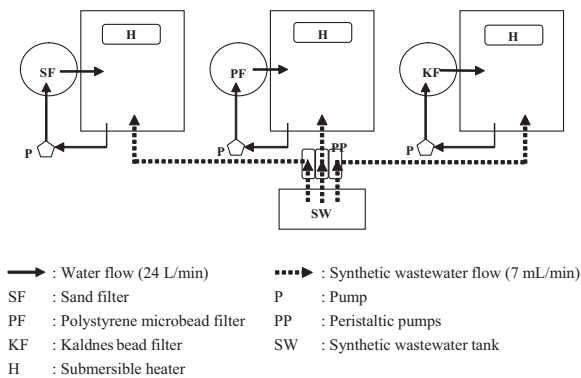 H
H
H
SF
PF
KF
P
P
P
PP
SW
: Water flow (24 L/min)
: Synthetic wastewater flow (7 mL/min)
SF : Sand filter
P : Pump
PF : Polystyrene microbead filter
PP : Peristaltic pumps
KF : Kaldnes bead filter
SW : Synthetic wastewater tank
H : Submersible heater